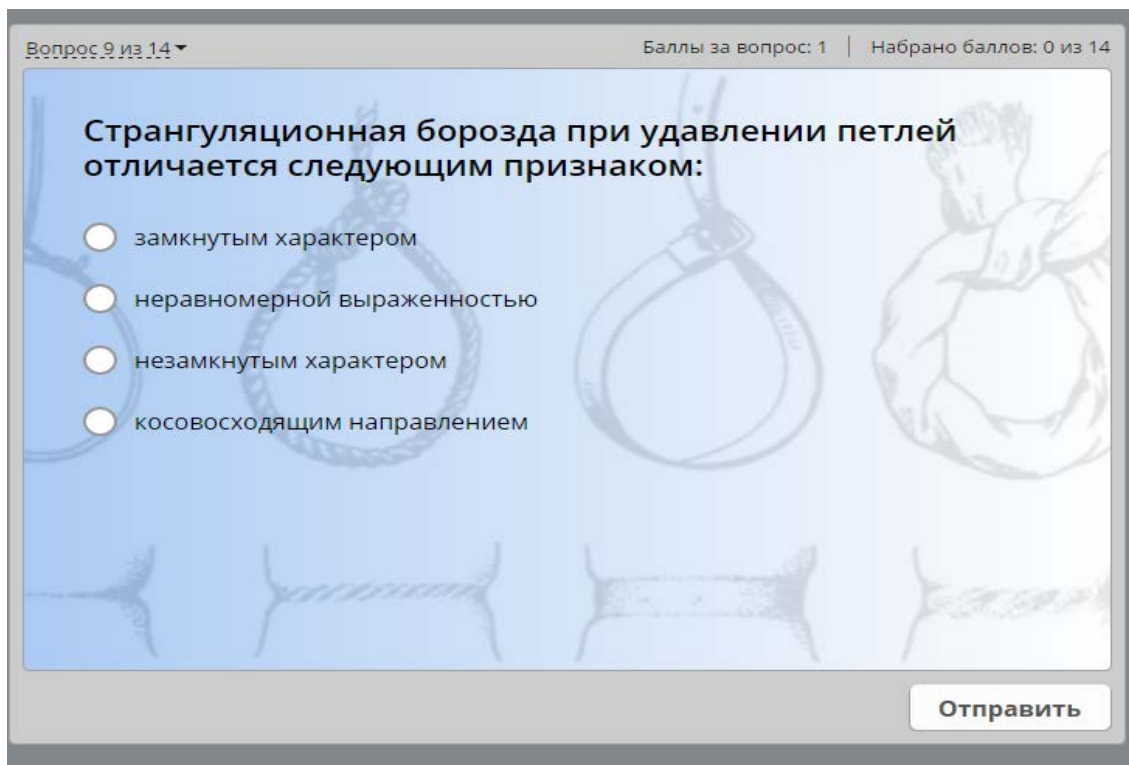 Вопрос 9 из 14
Баллы за вопрос: 1 | Набрано баллов: 0 из 14
Странгуляционная борозда при удавлении петлей
отличается следующим признаком:
замкнутым характером
неравномерной выраженностью
незамкнутым характером
косовосходящим направлением
Отправить